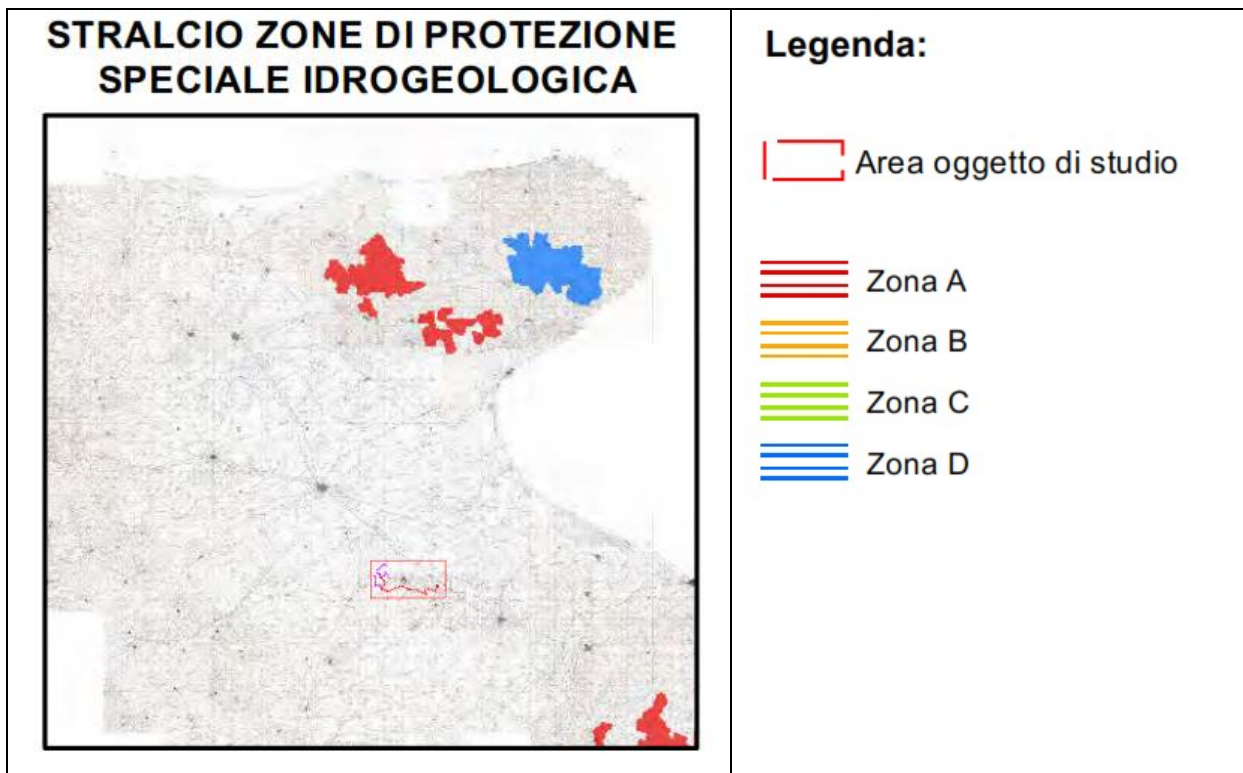 STRALCIO ZONE DI PROTEZIONE
SPECIALE IDROGEOLOGICA
Legenda:
Area oggetto di studio
Zona A
Zona B
Zona C
Zona D